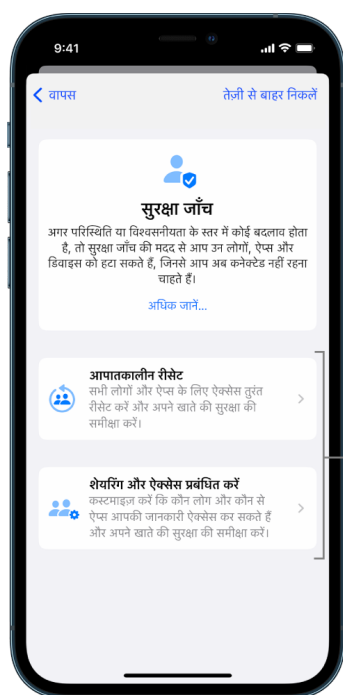 9:41
वापस
तेज़ी से बाहर निकलें
सुरक्षा जाँच
अगर परिस्थिति या विश्वसनीयता के स्तर में कोई बदलाव होता
है, तो सुरक्षा जाँच की मदद से आप उन लोगों, ऐप्स और
डिवाइस को हटा सकते हैं, जिनसे आप अब कनेक्टेड नहीं रहना
चाहते हैं।
अधिक जानें...
आपातकालीन रीसेट
सभी लोगों और ऐप्स के लिए ऐक्सेस तुरंत
रीसेट करें और अपने खाते की सुरक्षा की
समीक्षा करें।
शेयरिंग और ऐक्सेस प्रबंधित करें
कस्टमाइज़ करें कि कौन लोग और कौन से
ऐप्स आपकी जानकारी ऐक्सेस कर सकते हैं
और अपने खाते की सुरक्षा की समीक्षा करें।